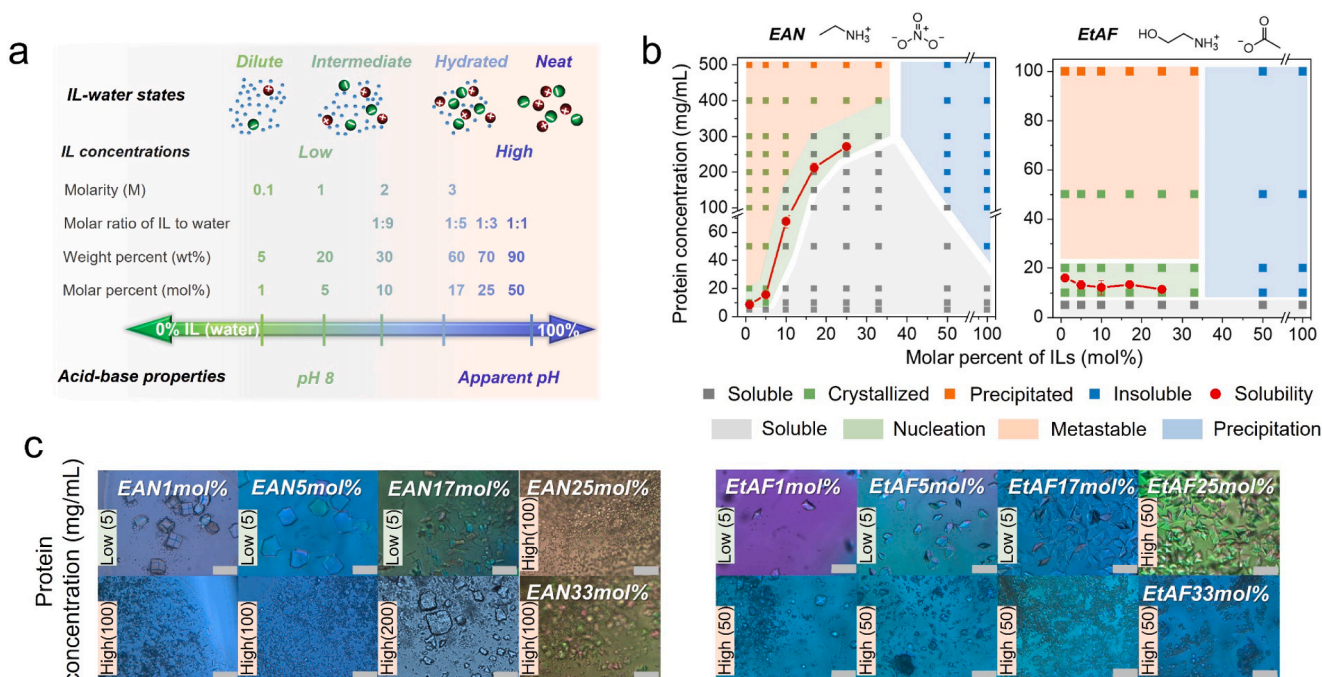 a
Dilute Intermediate Hydrated Neat
IL-water states
IL concentrations Low High
Molarity (M) 0.1 1 2 3
Molar ratio of IL to water 1:9 1:5 1:3 1:1
Weight percent (wt%) 5 20 30 60 70 90
Molar percent (mol%) 1 5 10 17 25 50
0% IL (water) 100%
Acid-base properties pH 8 Apparent pH
b
EAN
NH₃⁺
O
⁻O N⁺ O⁻
EtAF
HO NH₃⁺
O
⁻O
Protein concentration (mg/mL)
500
400
300
200
100
60
40
20
0
0 10 20 30 40 50 100
100
80
60
40
20
0
0 10 20 30 40 50 100
Molar percent of ILs (mol%)
Soluble Crystallized Precipitated Insoluble Solubility
Soluble Nucleation Metastable Precipitation
c
Protein
concentration (mg/mL)
EAN1mol% EAN5mol% EAN17mol% EAN25mol%
Low (5) Low (5) Low (5) High(100)
EAN33mol%
High(100) High(100) High(200) High(100)
EtAF1mol% EtAF5mol% EtAF17mol% EtAF25mol%
Low (5) Low (5) Low (5) High (50)
EtAF33mol%
High (50) High (50) High (50) High (50)